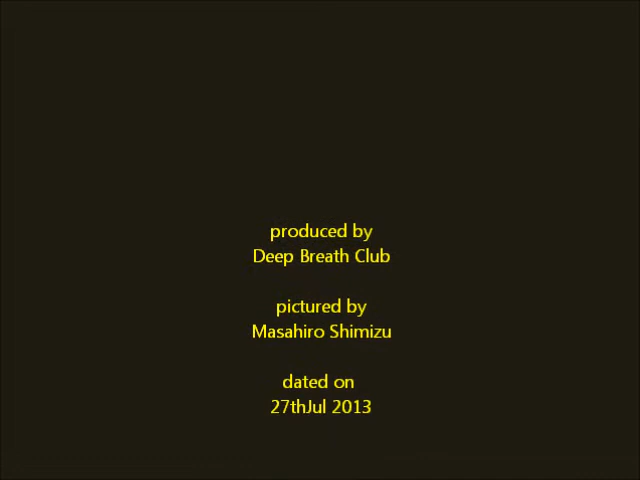 produced by
Deep Breath Club
pictured by
Masahiro Shimizu
dated on
27thJul 2013